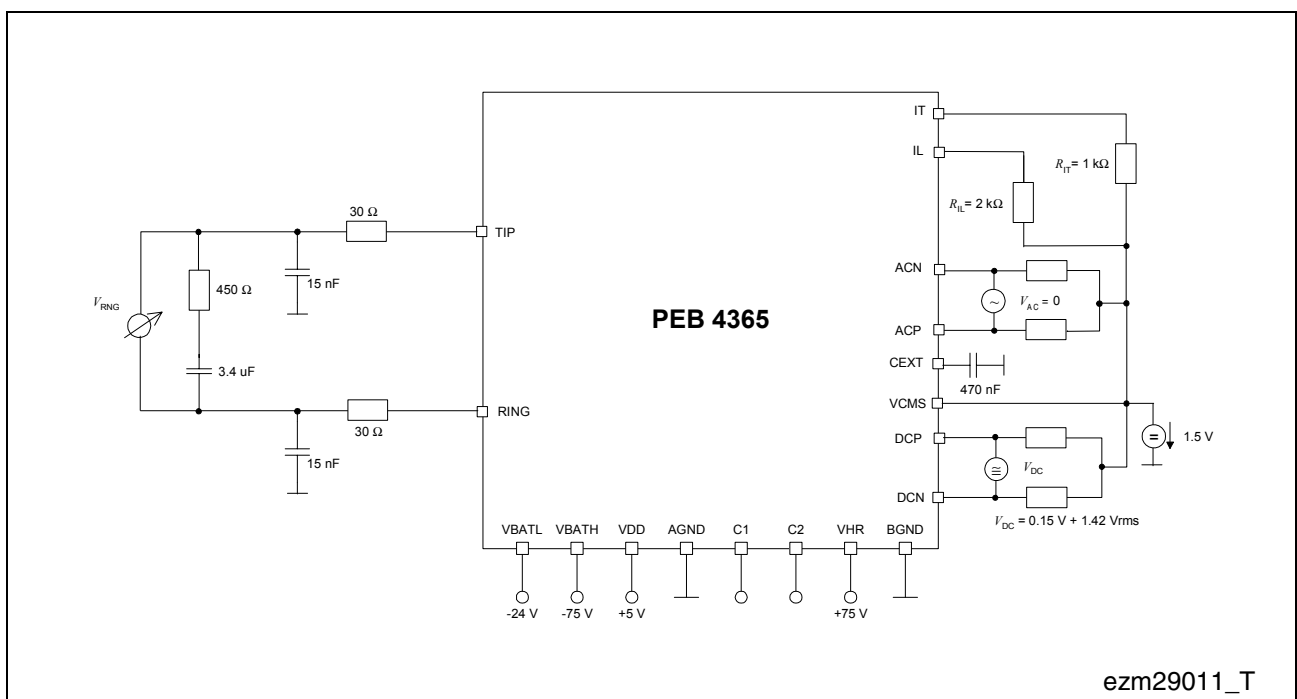 IT
IL
R_IT = 1 kΩ
R_IL = 2 kΩ
30 Ω
TIP
15 nF
450 Ω
V_RNG
3.4 uF
RING
30 Ω
15 nF
PEB 4365
ACN
V_AC = 0
ACP
CEXT
470 nF
VCMS
DCP
1.5 V
V_DC
DCN
V_DC = 0.15 V + 1.42 Vrms
VBATL VBATH VDD AGND C1 C2 VHR BGND
-24 V -75 V +5 V +75 V
ezm29011_T